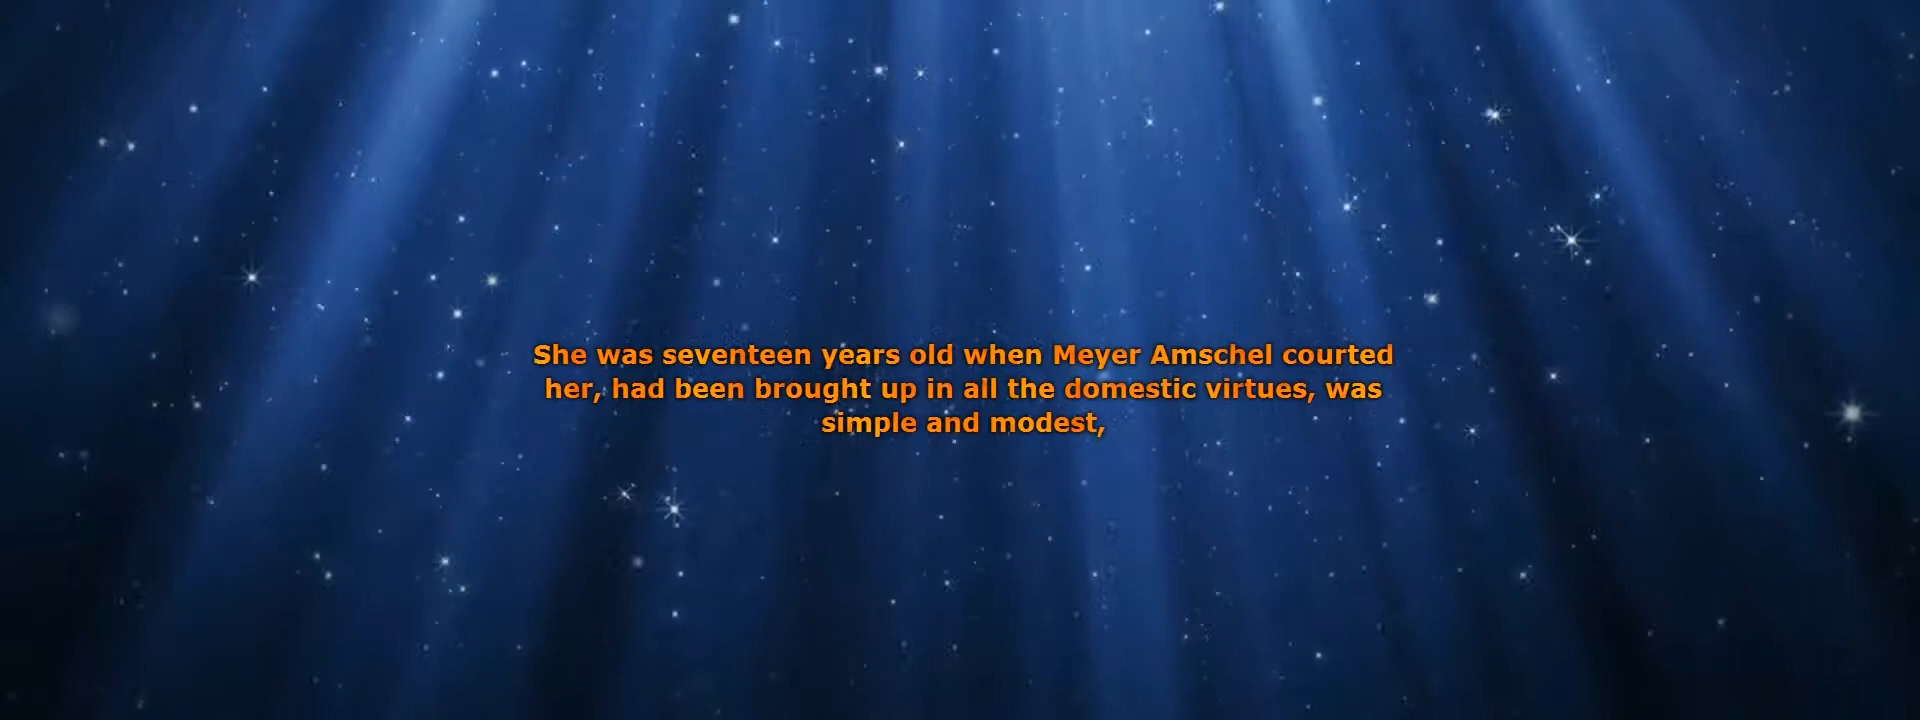 She was seventeen years old when Meyer Amschel courted
her, had been brought up in all the domestic virtues, was
simple and modest,